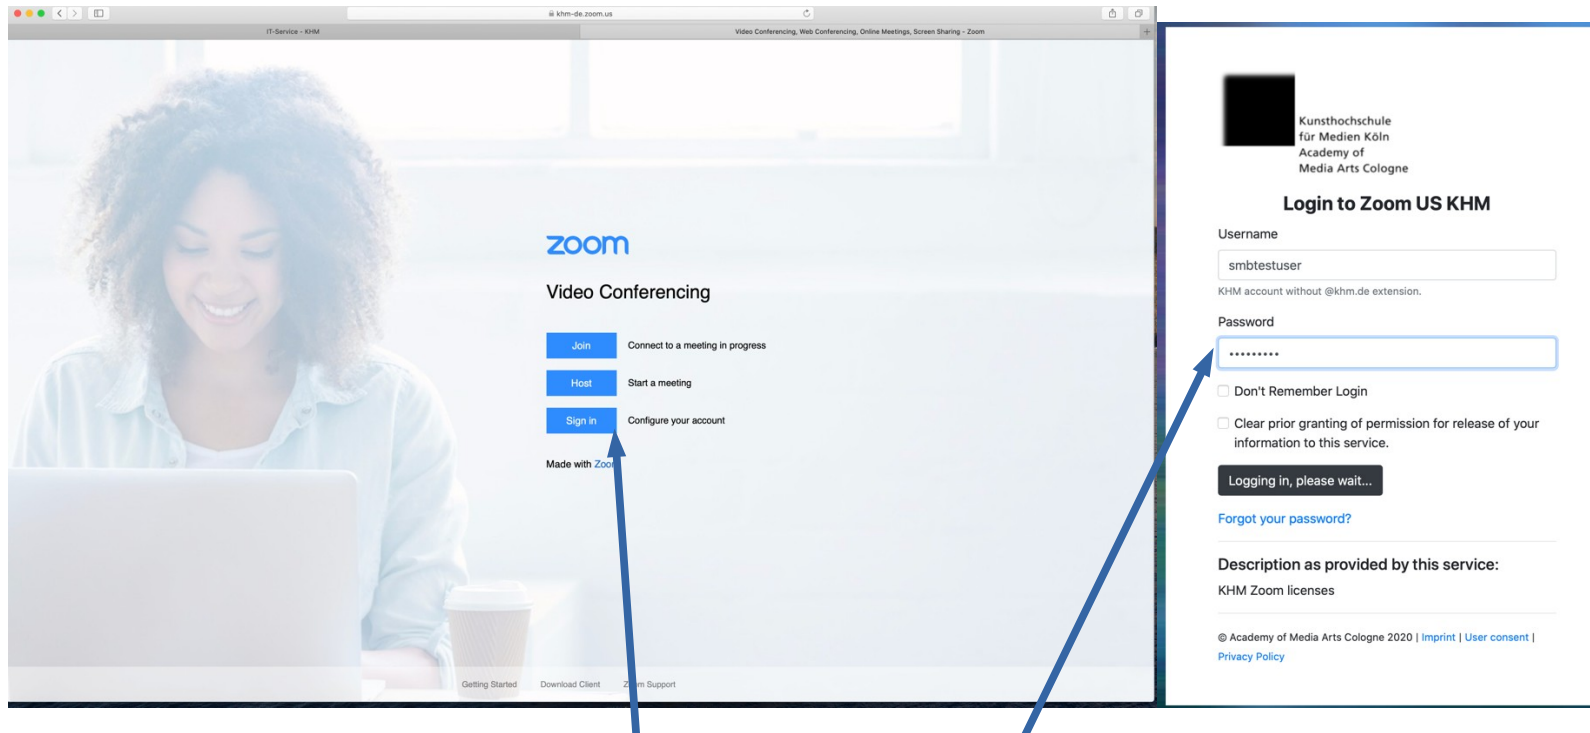 khm-de.zoom.us
IT-Service - KHM
Video Conferencing, Web Conferencing, Online Meetings, Screen Sharing - Zoom
zoom
Video Conferencing
Join Connect to a meeting in progress
Host Start a meeting
Sign in Configure your account
Made with Zoom
Getting Started Download Client Zoom Support
Kunsthochschule
für Medien Köln
Academy of
Media Arts Cologne
Login to Zoom US KHM
Username
smbtestuser
KHM account without @khm.de extension.
Password
•••••••••
Don't Remember Login
Clear prior granting of permission for release of your
information to this service.
Logging in, please wait...
Forgot your password?
Description as provided by this service:
KHM Zoom licenses
© Academy of Media Arts Cologne 2020 | Imprint | User consent |
Privacy Policy